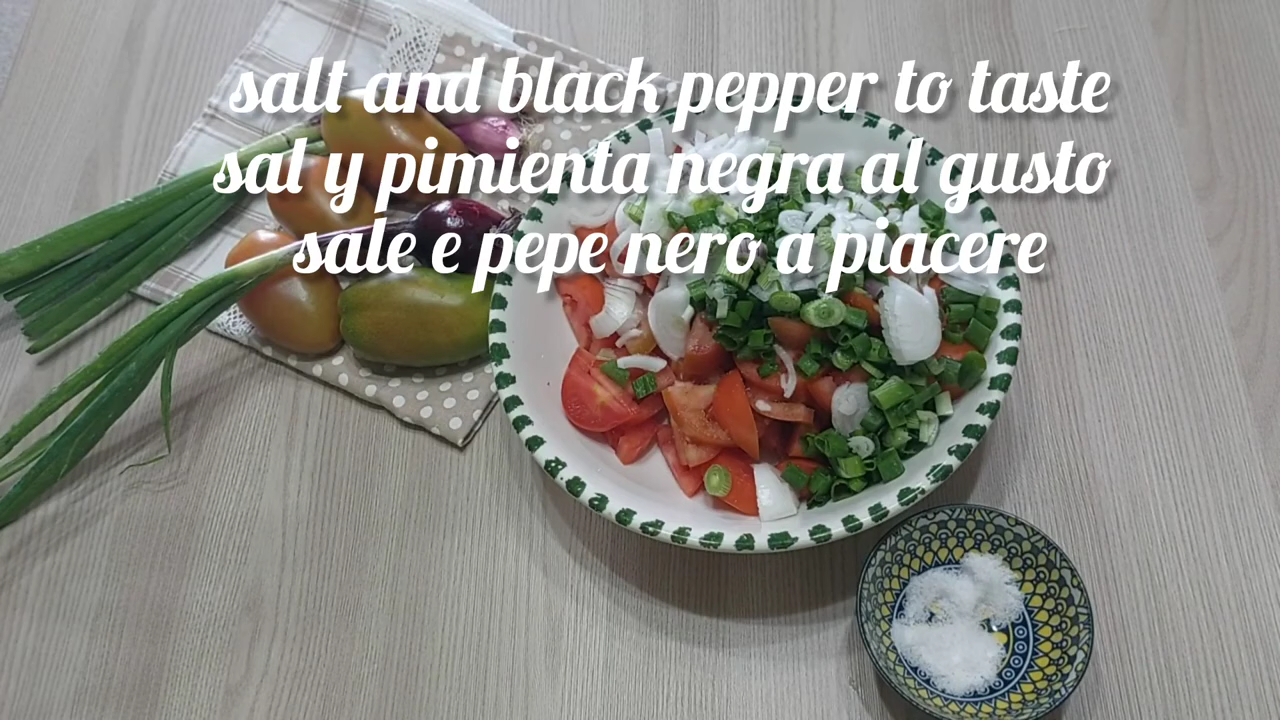 salt and black pepper to taste
sal y pimienta negra al gusto
sale e pepe nero a piacere